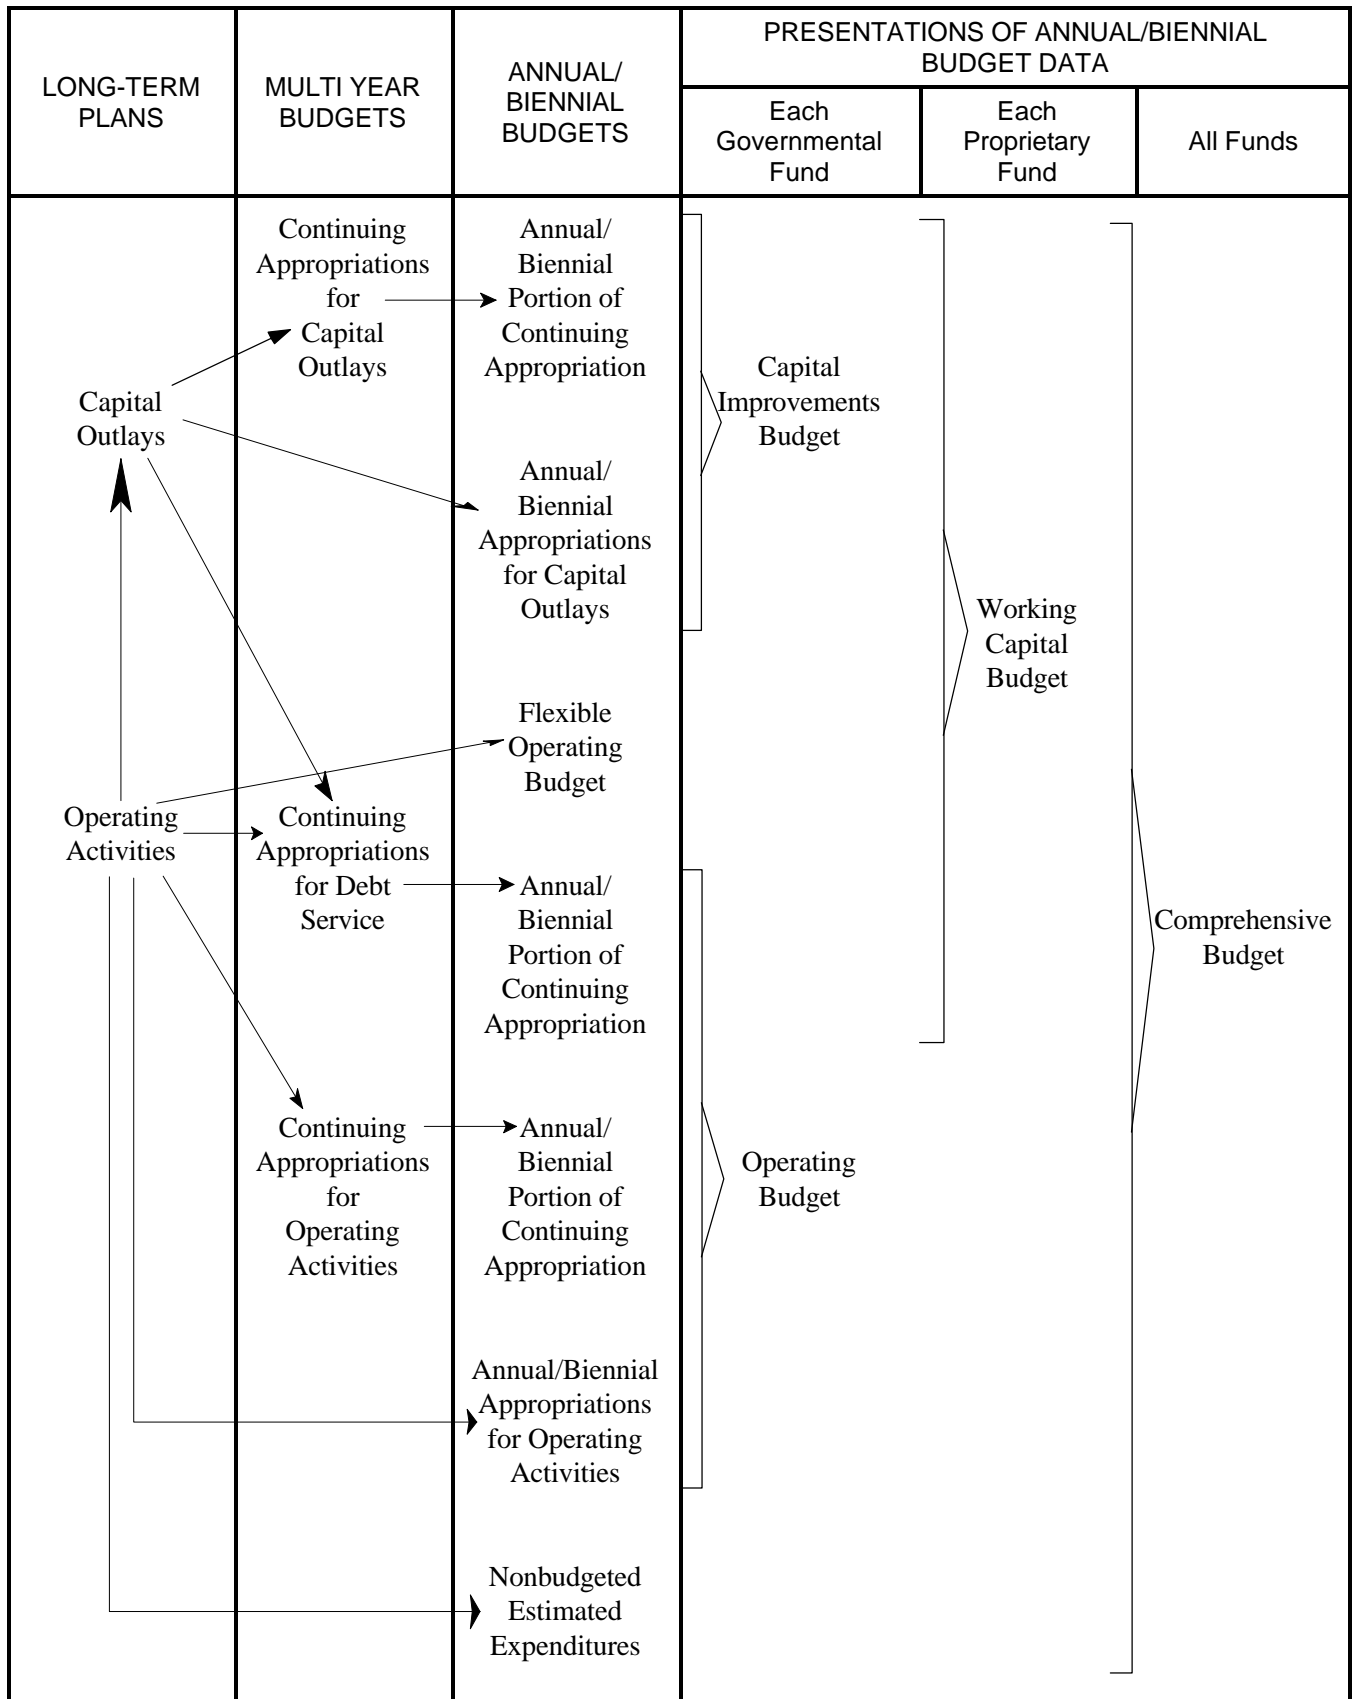 PRESENTATIONS OF ANNUAL/BIENNIAL
BUDGET DATA
LONG-TERM
PLANS
MULTI YEAR
BUDGETS
ANNUAL/
BIENNIAL
BUDGETS
Each
Governmental
Fund
Each
Proprietary
Fund
All Funds
Capital
Outlays
Operating
Activities
Continuing
Appropriations
for
Capital
Outlays
Continuing
Appropriations
for Debt
Service
Continuing
Appropriations
for
Operating
Activities
Annual/
Biennial
Portion of
Continuing
Appropriation
Annual/
Biennial
Appropriations
for Capital
Outlays
Flexible
Operating
Budget
Annual/
Biennial
Portion of
Continuing
Appropriation
Annual/
Biennial
Portion of
Continuing
Appropriation
Annual/Biennial
Appropriations
for Operating
Activities
Nonbudgeted
Estimated
Expenditures
Capital
Improvements
Budget
Operating
Budget
Working
Capital
Budget
Comprehensive
Budget